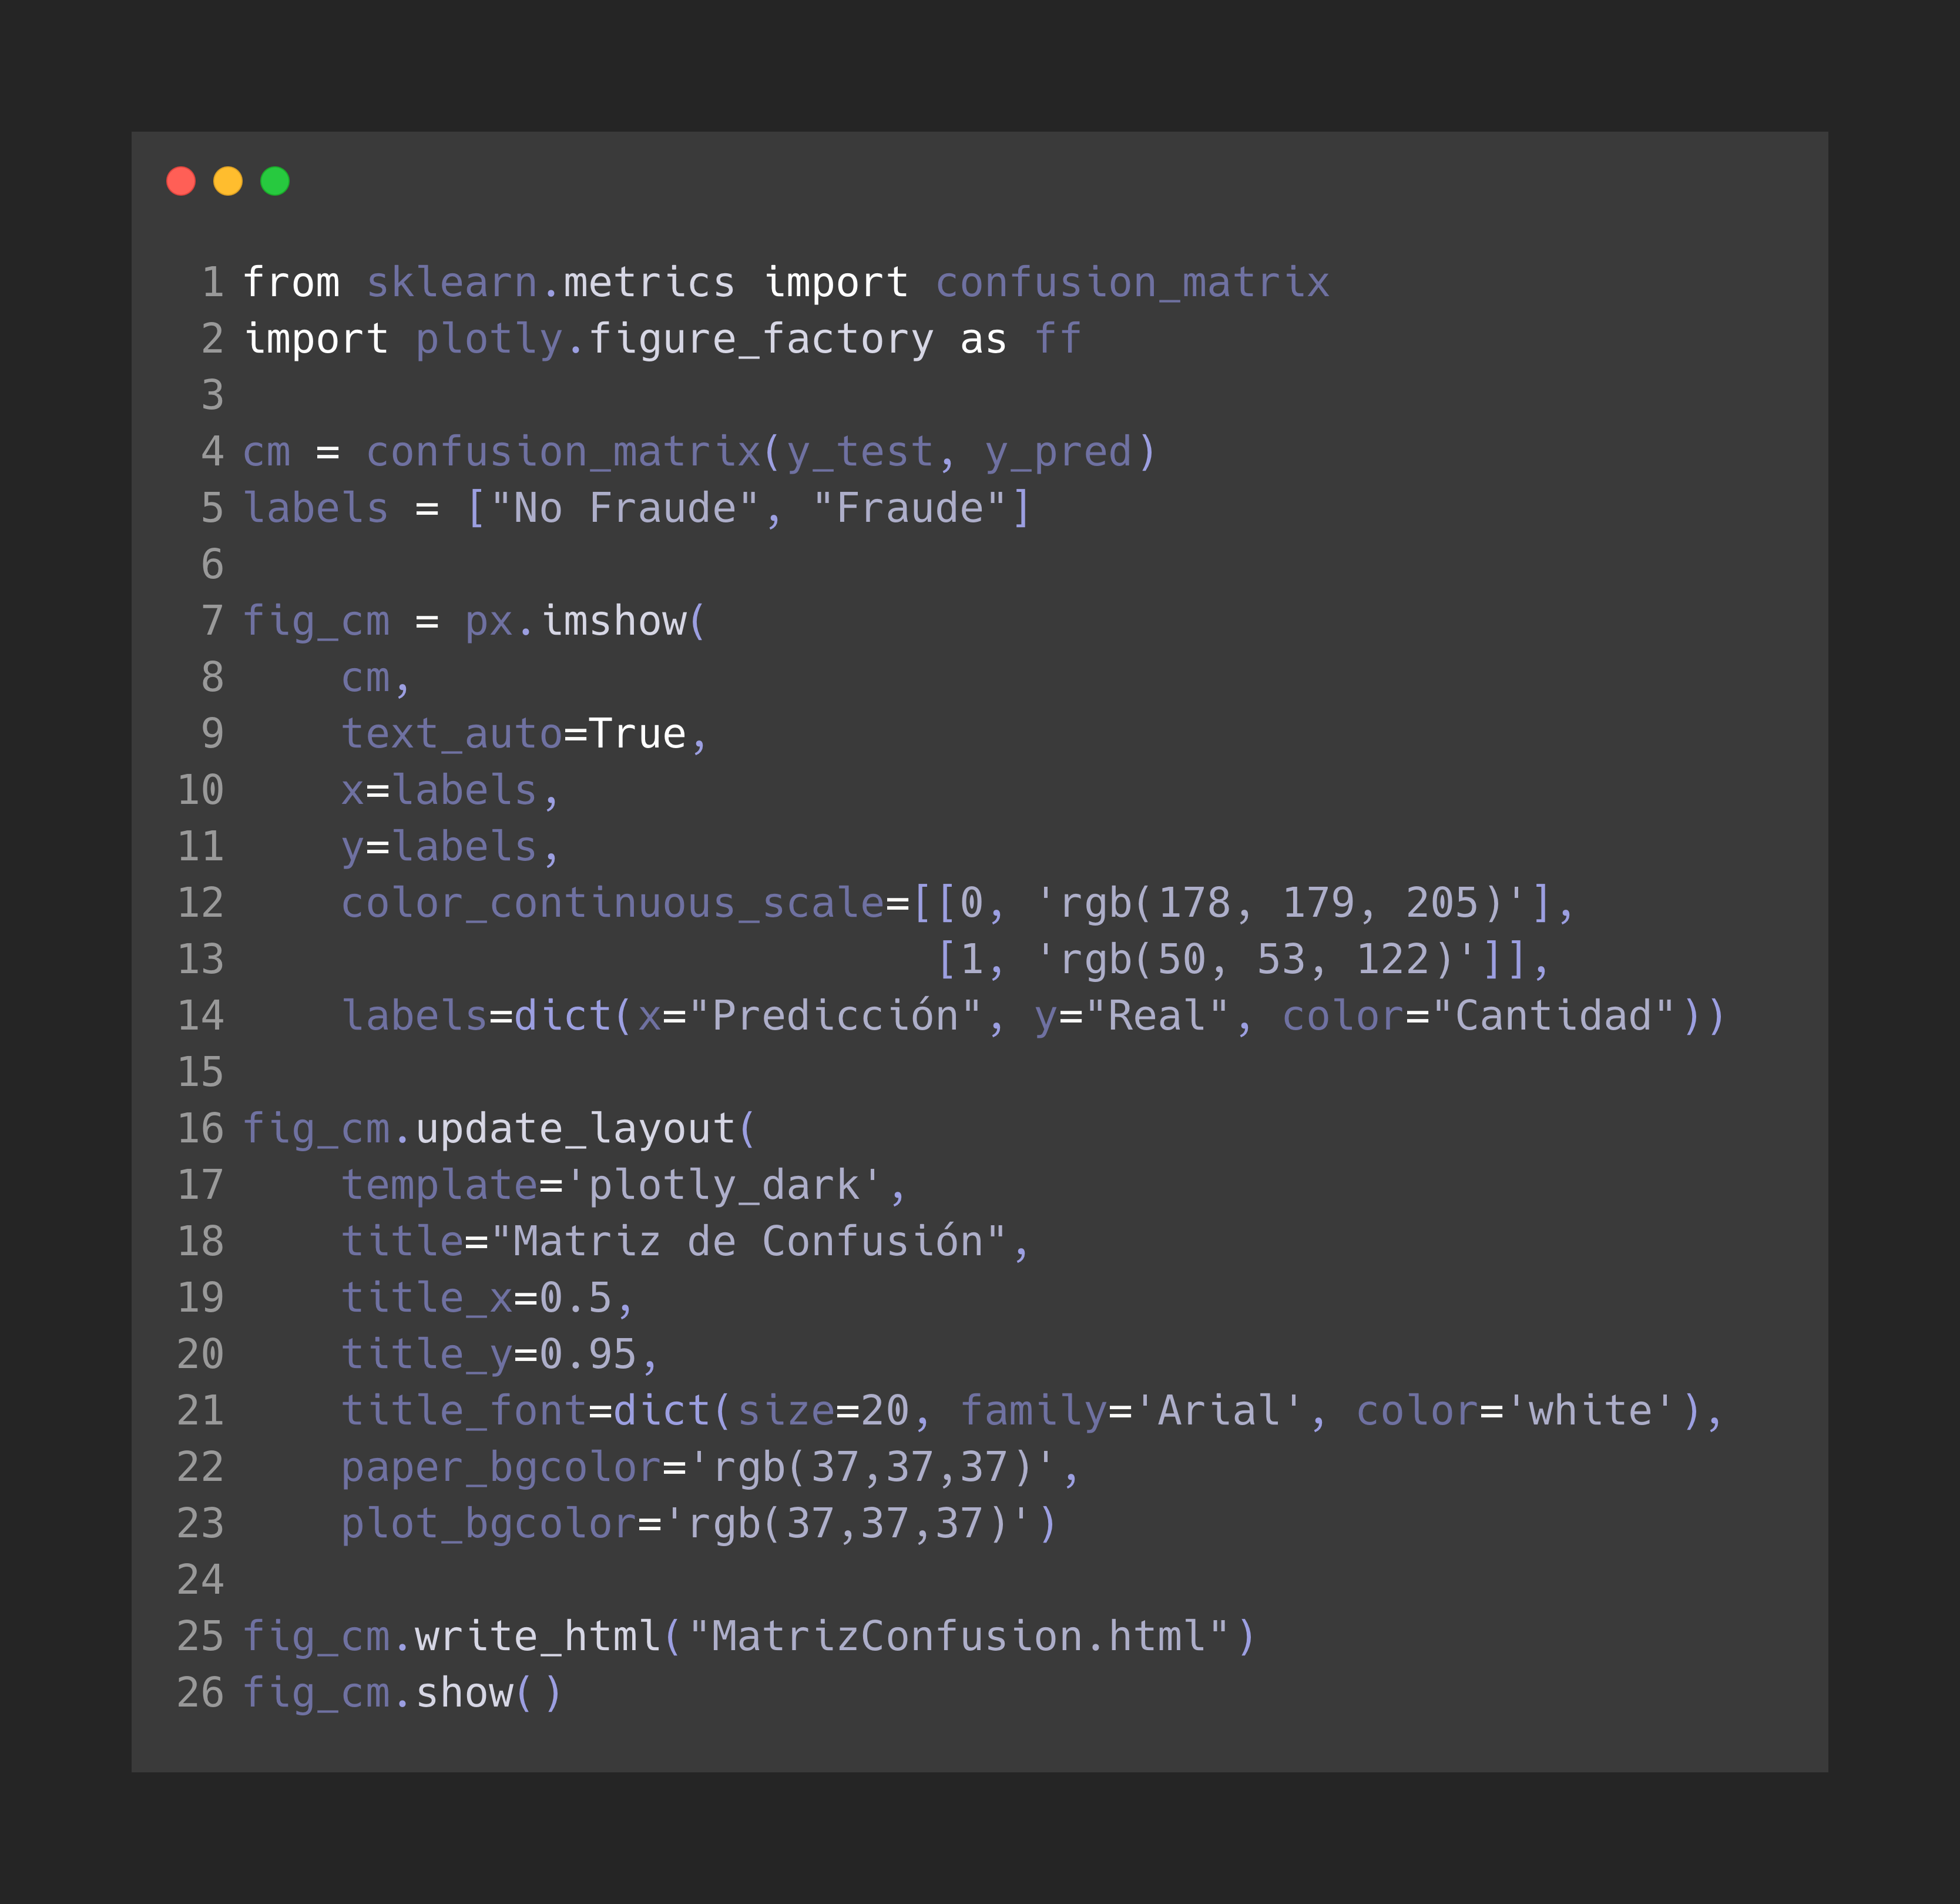 1 from sklearn.metrics import confusion_matrix
2 import plotly.figure_factory as ff
3
4 cm = confusion_matrix(y_test, y_pred)
5 labels = ["No Fraude", "Fraude"]
6
7 fig_cm = px.imshow(
8     cm,
9     text_auto=True,
10     x=labels,
11     y=labels,
12     color_continuous_scale=[[0, 'rgb(178, 179, 205)'],
13                             [1, 'rgb(50, 53, 122)']],
14     labels=dict(x="Predicción", y="Real", color="Cantidad"))
15
16 fig_cm.update_layout(
17     template='plotly_dark',
18     title="Matriz de Confusión",
19     title_x=0.5,
20     title_y=0.95,
21     title_font=dict(size=20, family='Arial', color='white'),
22     paper_bgcolor='rgb(37,37,37)',
23     plot_bgcolor='rgb(37,37,37)')
24
25 fig_cm.write_html("MatrizConfusion.html")
26 fig_cm.show()